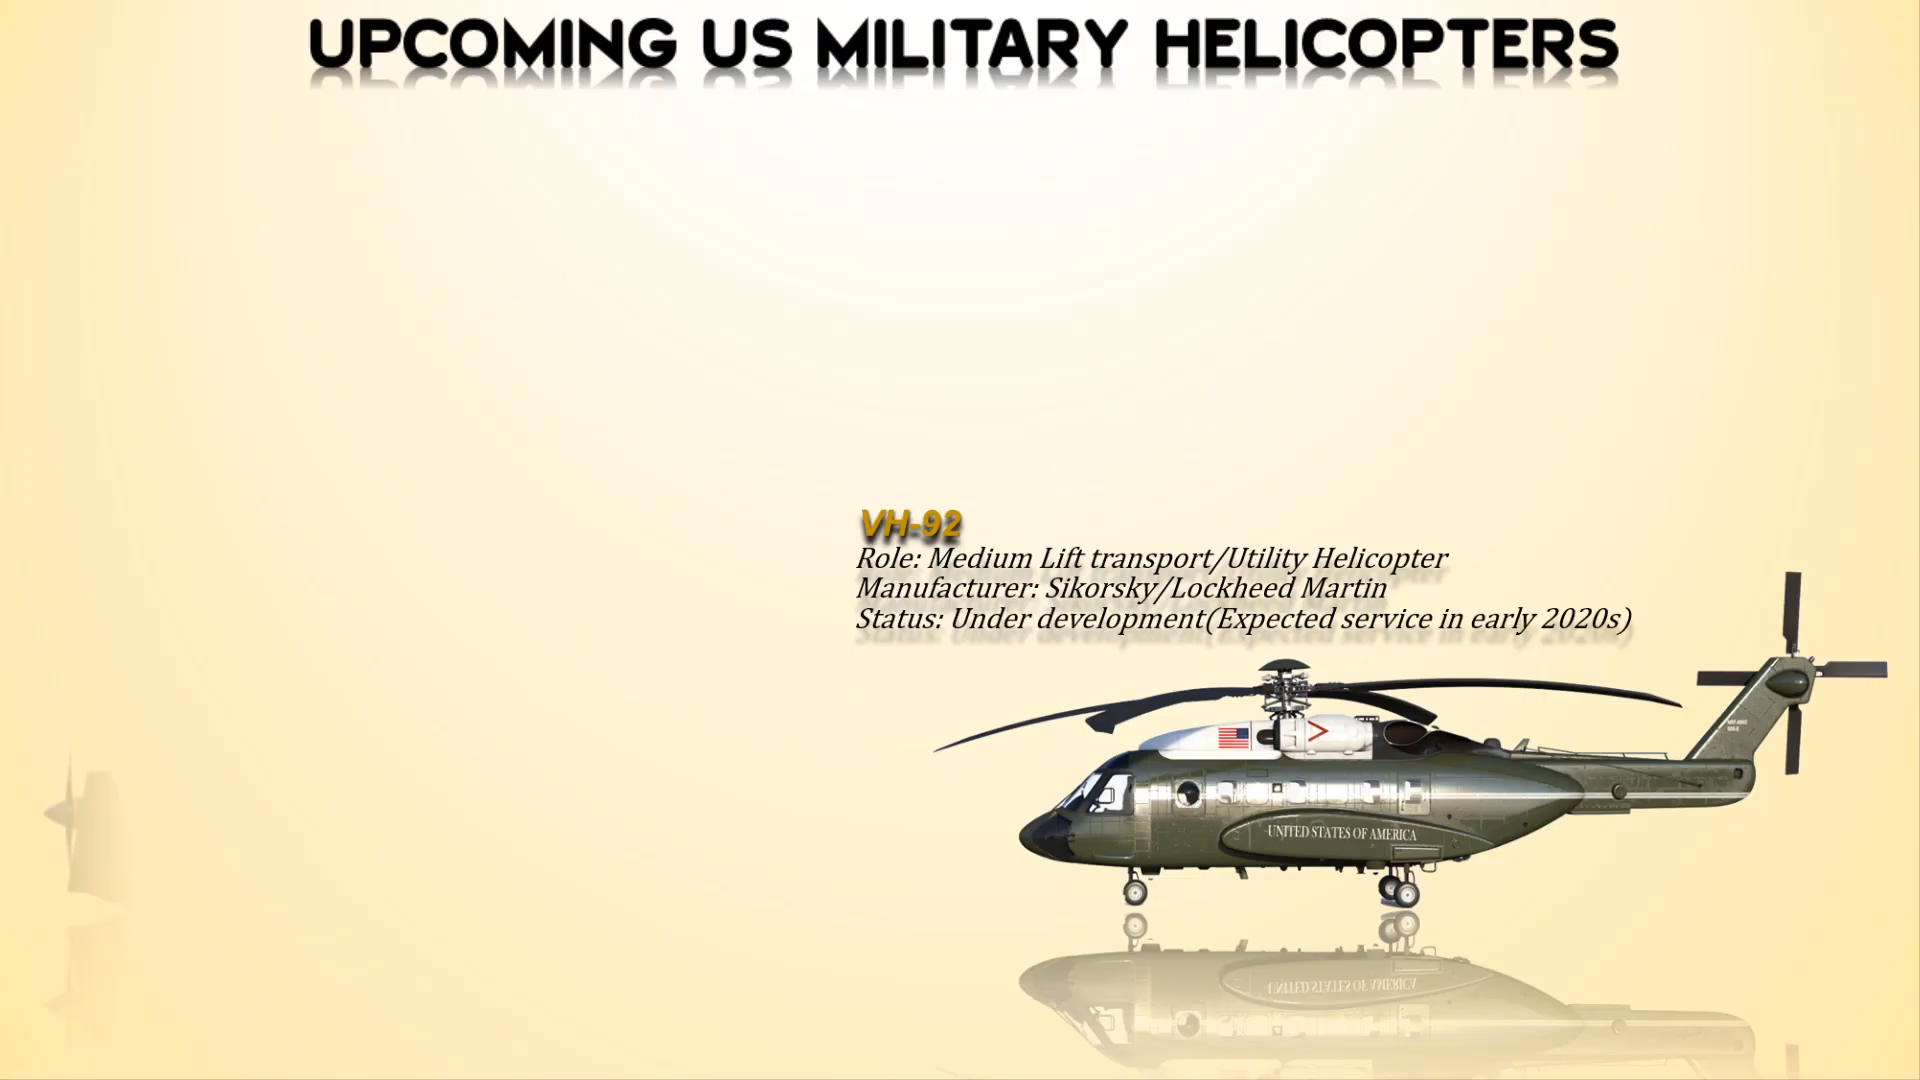 UPCOMING US MILITARY HELICOPTERS
VH-92
Role: Medium Lift transport/Utility Helicopter
Manufacturer: Sikorsky/Lockheed Martin
Status: Under development(Expected service in early 2020s)
UNITED STATES OF AMERICA